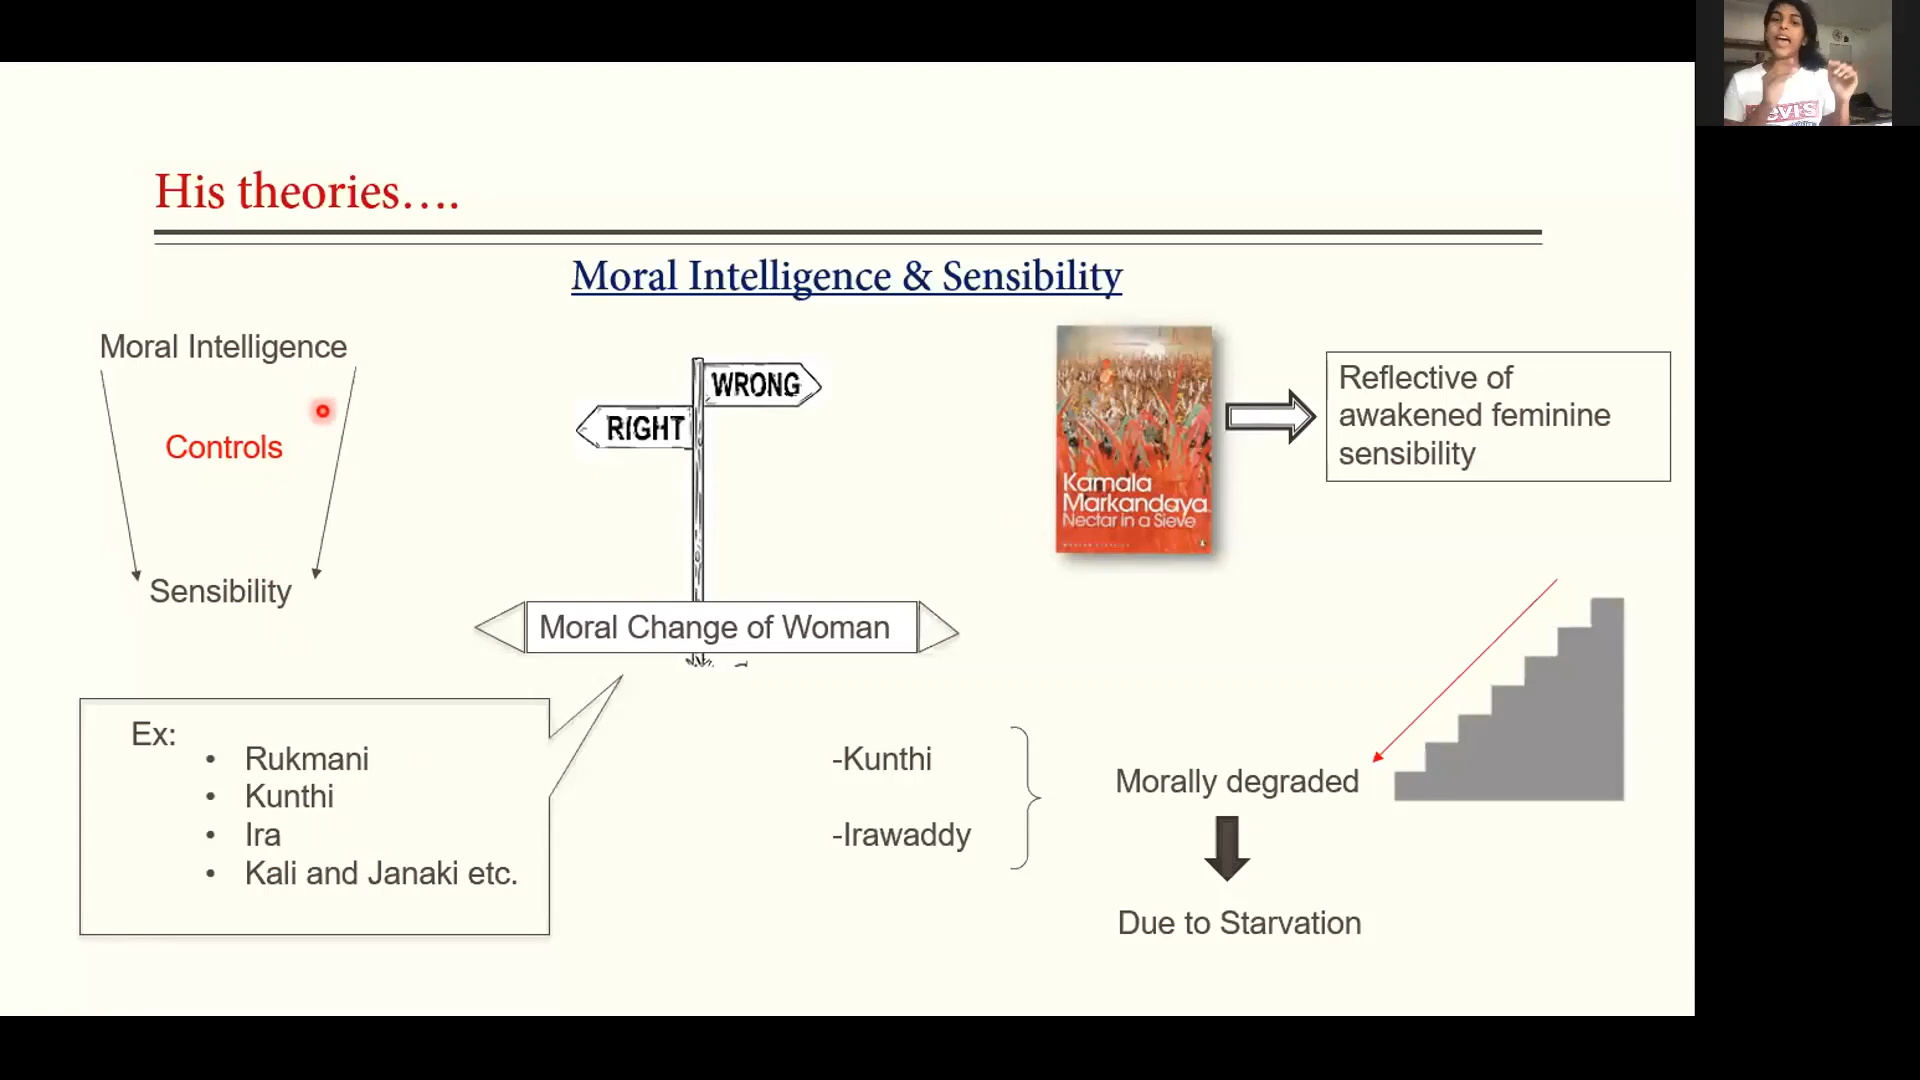 His theories….
Moral Intelligence & Sensibility
Moral Intelligence
Controls
Sensibility
WRONG
RIGHT
Moral Change of Woman
Kamala
Markandaya
Nectar in a Sieve
Reflective of
awakened feminine
sensibility
Ex:
• Rukmani
• Kunthi
• Ira
• Kali and Janaki etc.
-Kunthi
-Irawaddy
Morally degraded
Due to Starvation